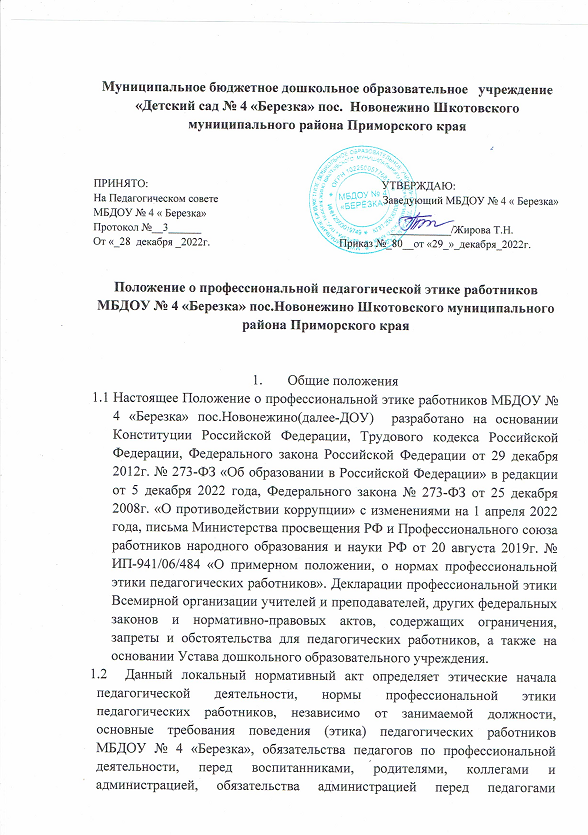 Муниципальное бюджетное дошкольное образовательное учреждение
«Детский сад № 4 «Березка» пос. Новонежино Шкотовского
муниципального района Приморского края
ПРИНЯТО:
На Педагогическом совете
МБДОУ № 4 « Березка»
Протокол №__3______
От «_28 декабря _2022г.
МБДОУ №
«БЕРЕЗКА»
УТВЕРЖДАЮ:
Заведующий МБДОУ № 4 « Березка»
___________/Жирова Т.Н.
Приказ №_80__от «29_»_декабря_2022г.
Положение о профессиональной педагогической этике работников
МБДОУ № 4 «Березка» пос.Новонежино Шкотовского муниципального
района Приморского края
1. Общие положения
1.1 Настоящее Положение о профессиональной этике работников МБДОУ №
4 «Березка» пос.Новонежино(далее-ДОУ) разработано на основании
Конституции Российской Федерации, Трудового кодекса Российской
Федерации, Федерального закона Российской Федерации от 29 декабря
2012г. № 273-ФЗ «Об образовании в Российской Федерации» в редакции
от 5 декабря 2022 года, Федерального закона № 273-ФЗ от 25 декабря
2008г. «О противодействии коррупции» с изменениями на 1 апреля 2022
года, письма Министерства просвещения РФ и Профессионального союза
работников народного образования и науки РФ от 20 августа 2019г. №
ИП-941/06/484 «О примерном положении, о нормах профессиональной
этики педагогических работников». Декларации профессиональной этики
Всемирной организации учителей и преподавателей, других федеральных
законов и нормативно-правовых актов, содержащих ограничения,
запреты и обстоятельства для педагогических работников, а также на
основании Устава дошкольного образовательного учреждения.
1.2 Данный локальный нормативный акт определяет этические начала
педагогической деятельности, нормы профессиональной этики
педагогических работников, независимо от занимаемой должности,
основные требования поведения (этика) педагогических работников
МБДОУ № 4 «Березка», обязательства педагогов по профессиональной
деятельности, перед воспитанниками, родителями, коллегами и
администрацией, обязательства администрацией перед педагогами